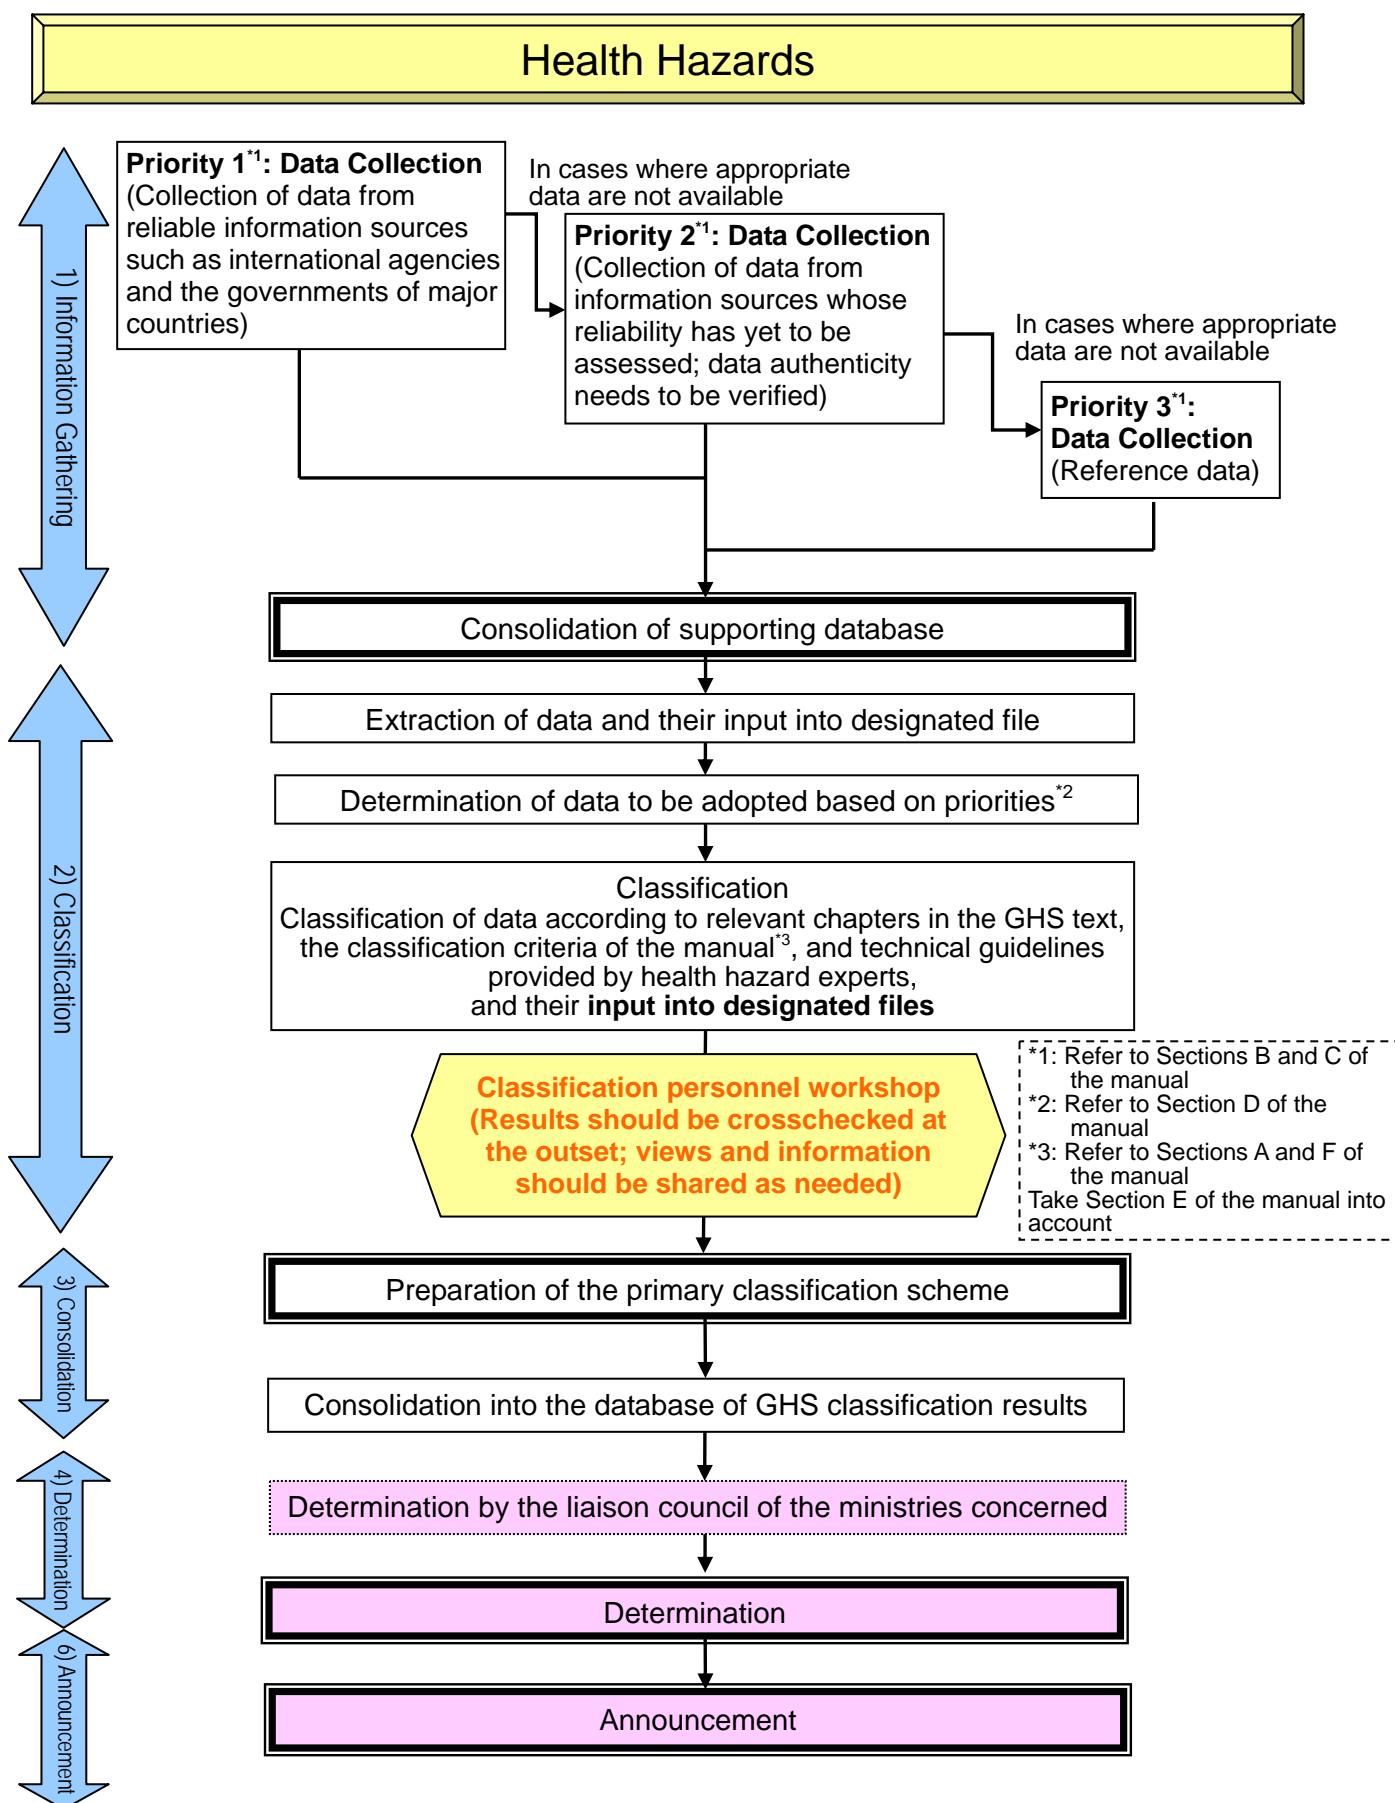 Health Hazards
Priority 1*1: Data Collection
(Collection of data from
reliable information sources
such as international agencies
and the governments of major
countries)
In cases where appropriate
data are not available
Priority 2*1: Data Collection
(Collection of data from
information sources whose
reliability has yet to be
assessed; data authenticity
needs to be verified)
In cases where appropriate
data are not available
Priority 3*1:
Data Collection
(Reference data)
1) Information Gathering
Consolidation of supporting database
Extraction of data and their input into designated file
Determination of data to be adopted based on priorities*2
Classification
Classification of data according to relevant chapters in the GHS text,
the classification criteria of the manual*3, and technical guidelines
provided by health hazard experts,
and their input into designated files
2) Classification
Classification personnel workshop
(Results should be crosschecked at
the outset; views and information
should be shared as needed)
*1: Refer to Sections B and C of
the manual
*2: Refer to Section D of the
manual
*3: Refer to Sections A and F of
the manual
Take Section E of the manual into
account
Preparation of the primary classification scheme
3) Consolidation
Consolidation into the database of GHS classification results
4) Determination
Determination by the liaison council of the ministries concerned
Determination
6) Announcement
Announcement